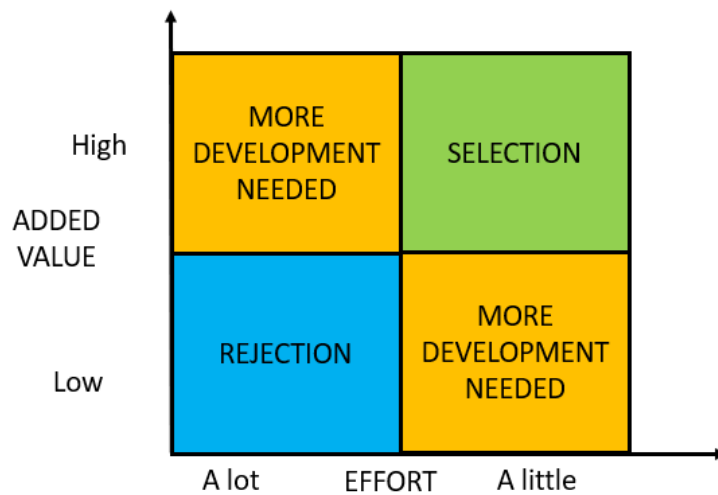 MORE
DEVELOPMENT
NEEDED
SELECTION
High
ADDED
VALUE
REJECTION
MORE
DEVELOPMENT
NEEDED
Low
A lot
EFFORT
A little